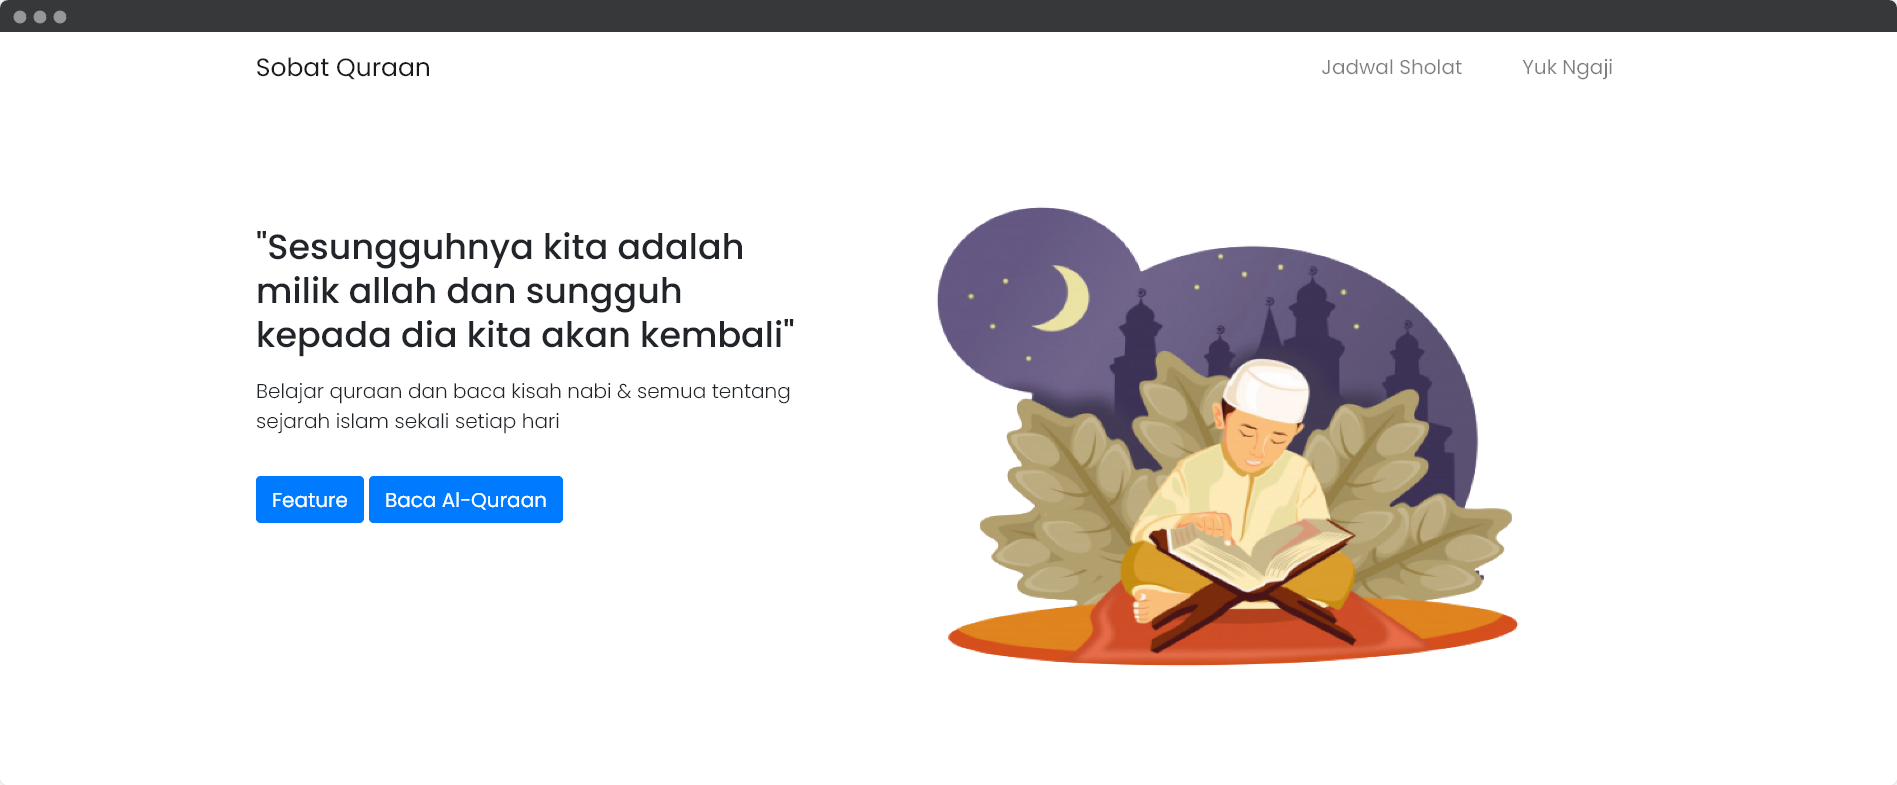 Sobat Quraan
Jadwal Sholat
Yuk Ngaji
"Sesungguhnya kita adalah
milik allah dan sungguh
kepada dia kita akan kembali"
Belajar quraan dan baca kisah nabi & semua tentang
sejarah islam sekali setiap hari
Feature
Baca Al-Quraan